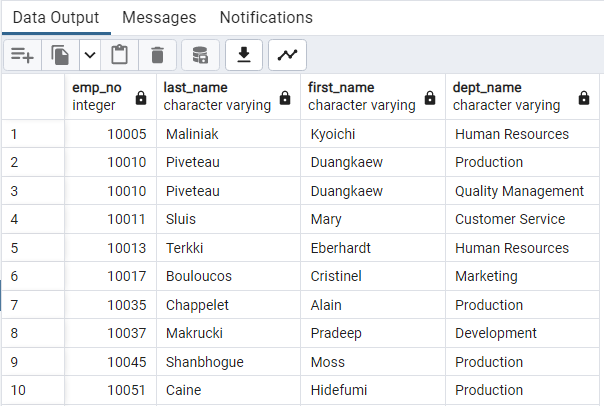 Data Output Messages Notifications
emp_no last_name first_name dept_name
integer character varying character varying character varying
1 10005 Maliniak Kyoichi Human Resources
2 10010 Piveteau Duangkaew Production
3 10010 Piveteau Duangkaew Quality Management
4 10011 Sluis Mary Customer Service
5 10013 Terkki Eberhardt Human Resources
6 10017 Bouloucos Cristinel Marketing
7 10035 Chappelet Alain Production
8 10037 Makrucki Pradeep Development
9 10045 Shanbhogue Moss Production
10 10051 Caine Hidefumi Production